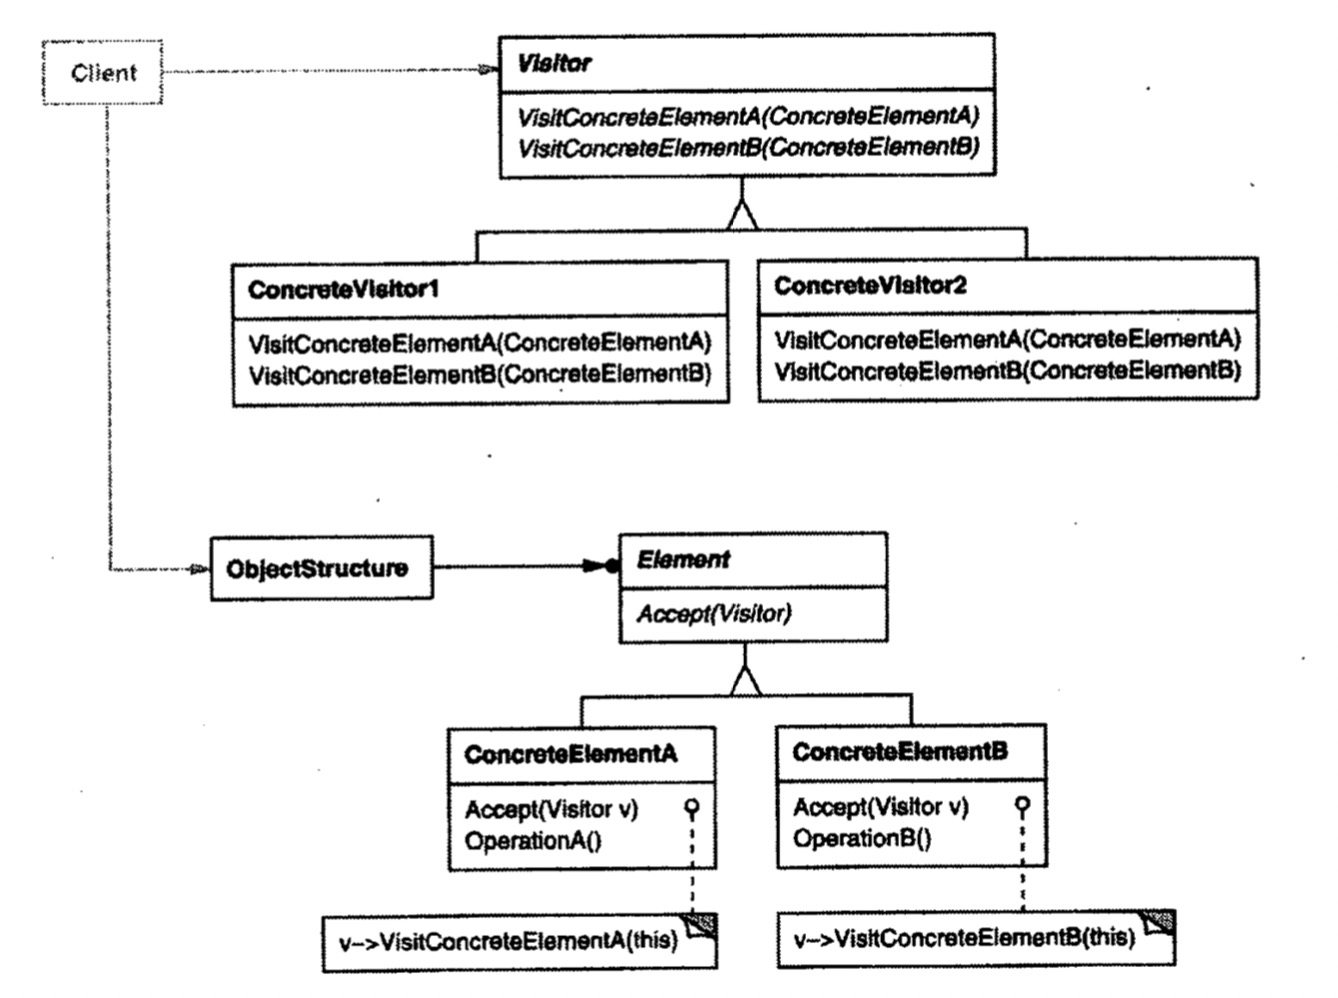 Client
Visitor
VisitConcreteElementA(ConcreteElementA)
VisitConcreteElementB(ConcreteElementB)
ConcreteVisitor1
VisitConcreteElementA(ConcreteElementA)
VisitConcreteElementB(ConcreteElementB)
ConcreteVisitor2
VisitConcreteElementA(ConcreteElementA)
VisitConcreteElementB(ConcreteElementB)
ObjectStructure
Element
Accept(Visitor)
ConcreteElementA
Accept(Visitor v)
OperationA()
ConcreteElementB
Accept(Visitor v)
OperationB()
v–>VisitConcreteElementA(this)
v–>VisitConcreteElementB(this)